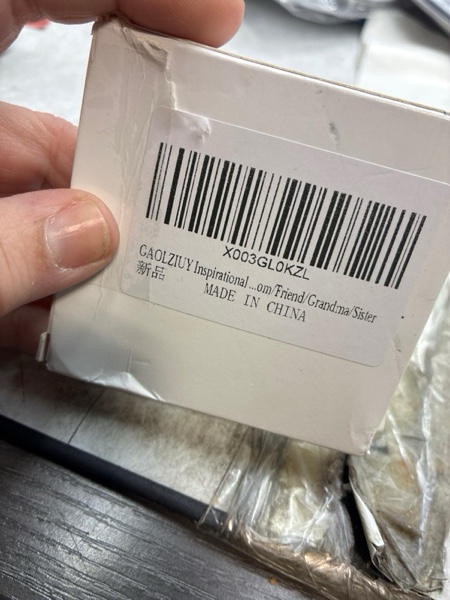 X003GL0KZL
GAOLZIUY Inspirational...om/Friend/Grandma/Sister
新品
MADE IN CHINA